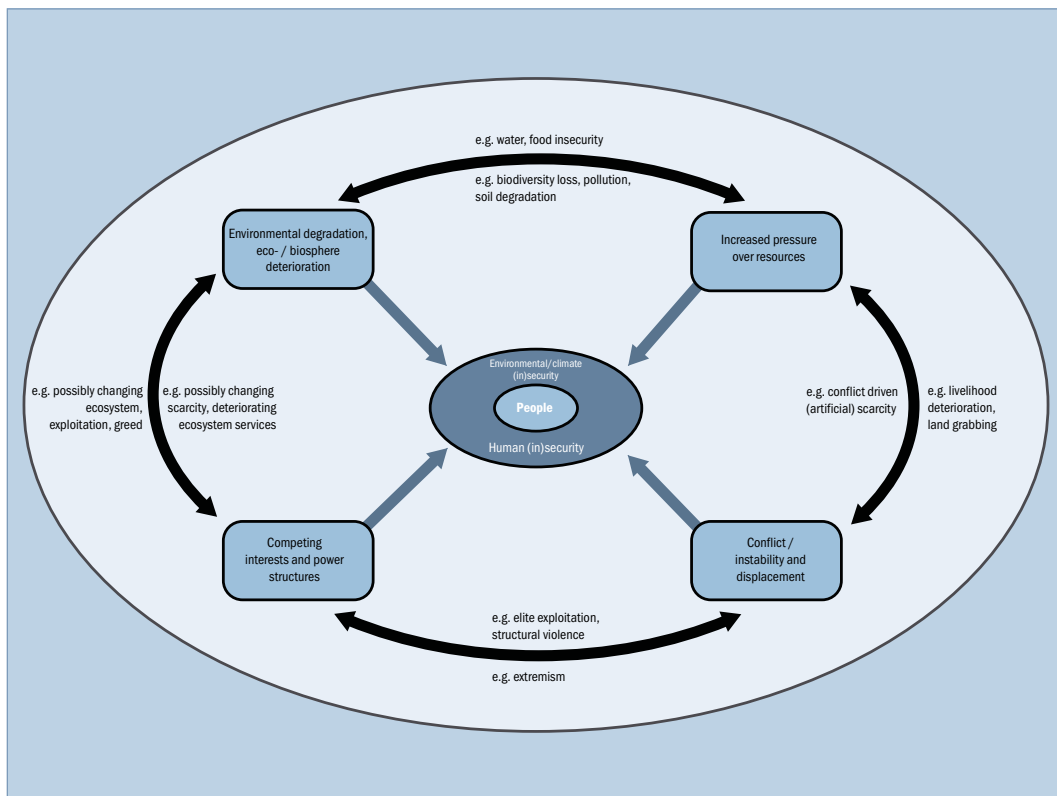 e.g. water, food insecurity
e.g. biodiversity loss, pollution,
soil degradation
Environmental degradation,
eco- / biosphere
deterioration
Increased pressure
over resources
e.g. possibly changing
ecosystem,
exploitation, greed
e.g. possibly changing
scarcity, deteriorating
ecosystem services
Environmental/climate
(in)security
People
Human (in)security
e.g. conflict driven
(artificial) scarcity
e.g. livelihood
deterioration,
land grabbing
Competing
interests and power
structures
Conflict /
instability and
displacement
e.g. elite exploitation,
structural violence
e.g. extremism